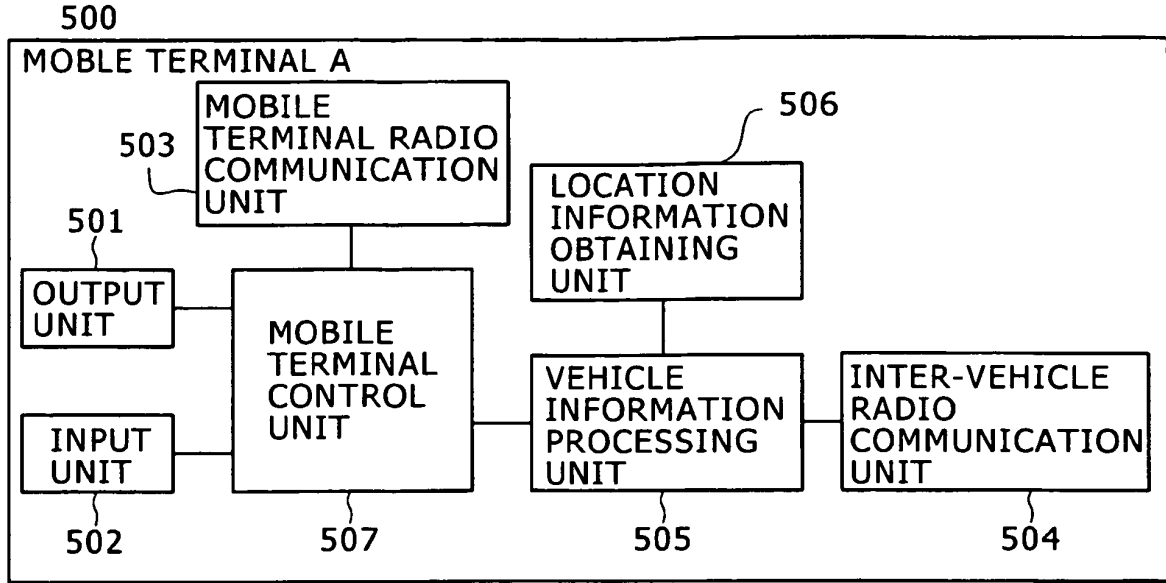 500
MOBLE TERMINAL A
MOBILE
TERMINAL RADIO
COMMUNICATION
UNIT
503
506
LOCATION
INFORMATION
OBTAINING
UNIT
501
OUTPUT
UNIT
MOBILE
TERMINAL
CONTROL
UNIT
VEHICLE
INFORMATION
PROCESSING
UNIT
INTER-VEHICLE
RADIO
COMMUNICATION
UNIT
INPUT
UNIT
502
507
505
504